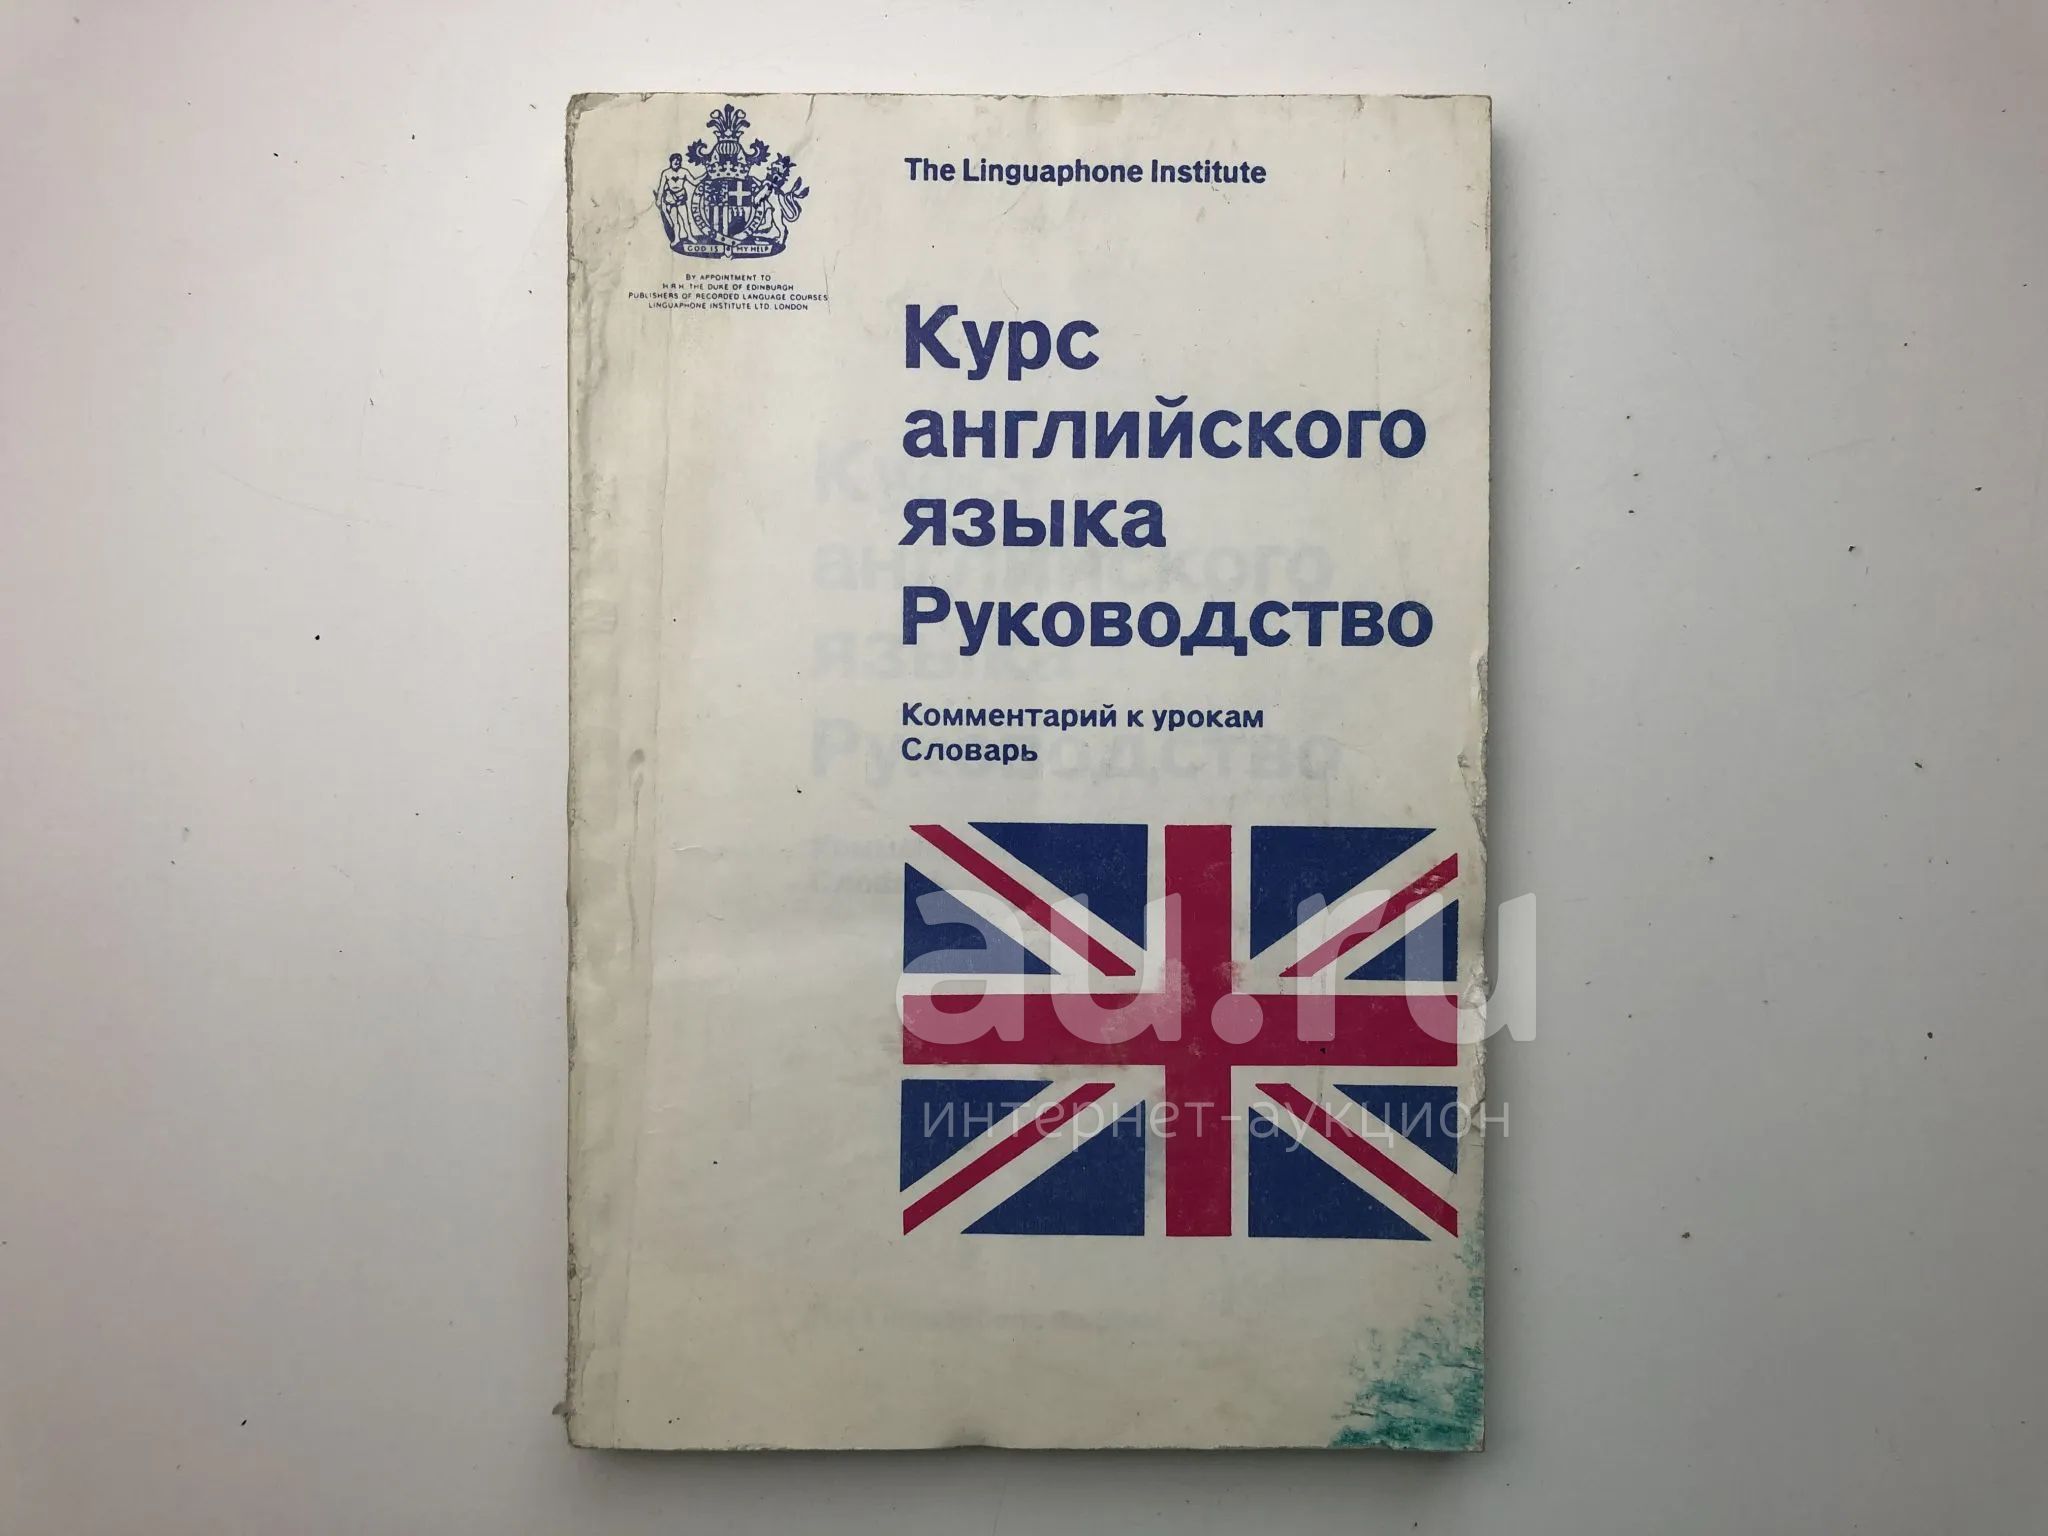 GOD IS MY HELP
BY APPOINTMENT TO
H.R.H. THE DUKE OF EDINBURGH
PUBLISHERS OF RECORDED LANGUAGE COURSES
LINGUAPHONE INSTITUTE LTD. LONDON
The Linguaphone Institute
Курс
английского
языка
Руководство
Комментарий к урокам
Словарь
au.ru
интернет-аукцион